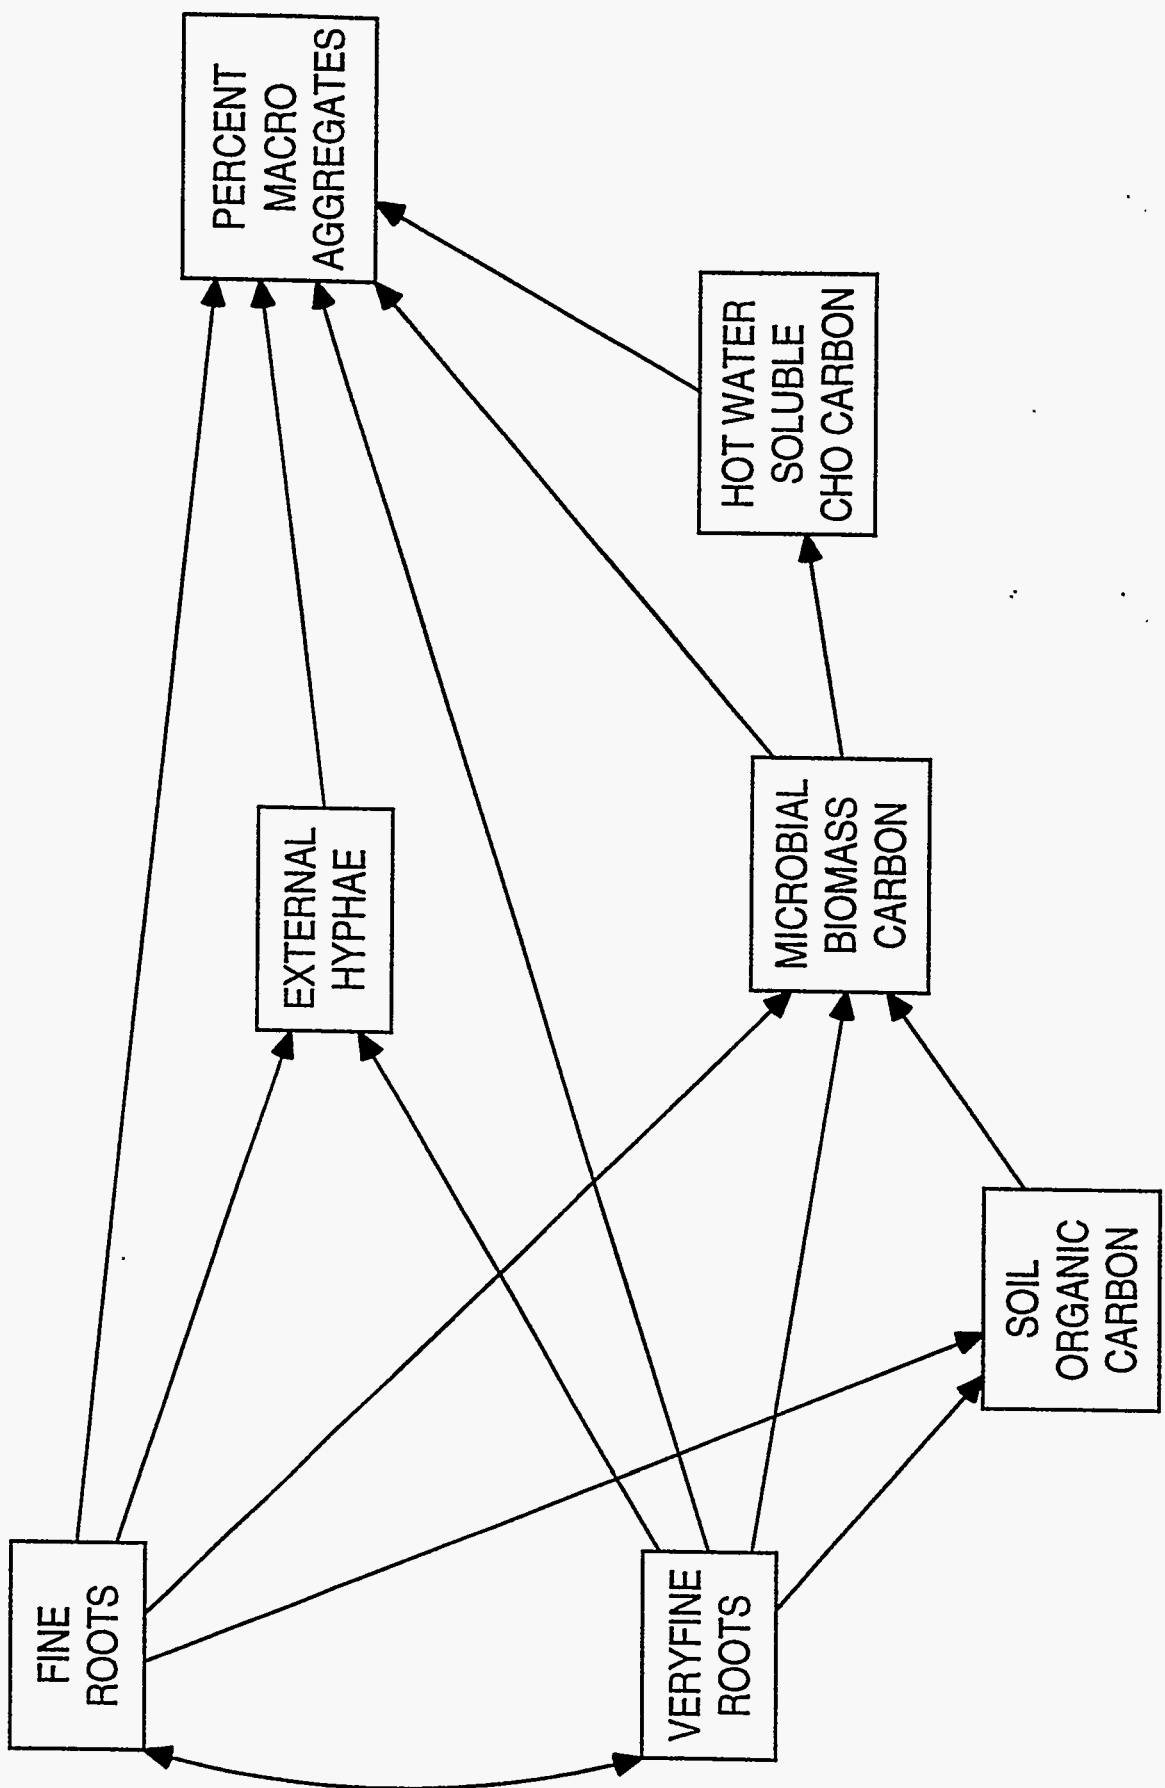 FINE
ROOTS
VERYFINE
ROOTS
EXTERNAL
HYPHAE
SOIL
ORGANIC
CARBON
MICROBIAL
BIOMASS
CARBON
HOT WATER
SOLUBLE
CHO CARBON
PERCENT
MACRO
AGGREGATES